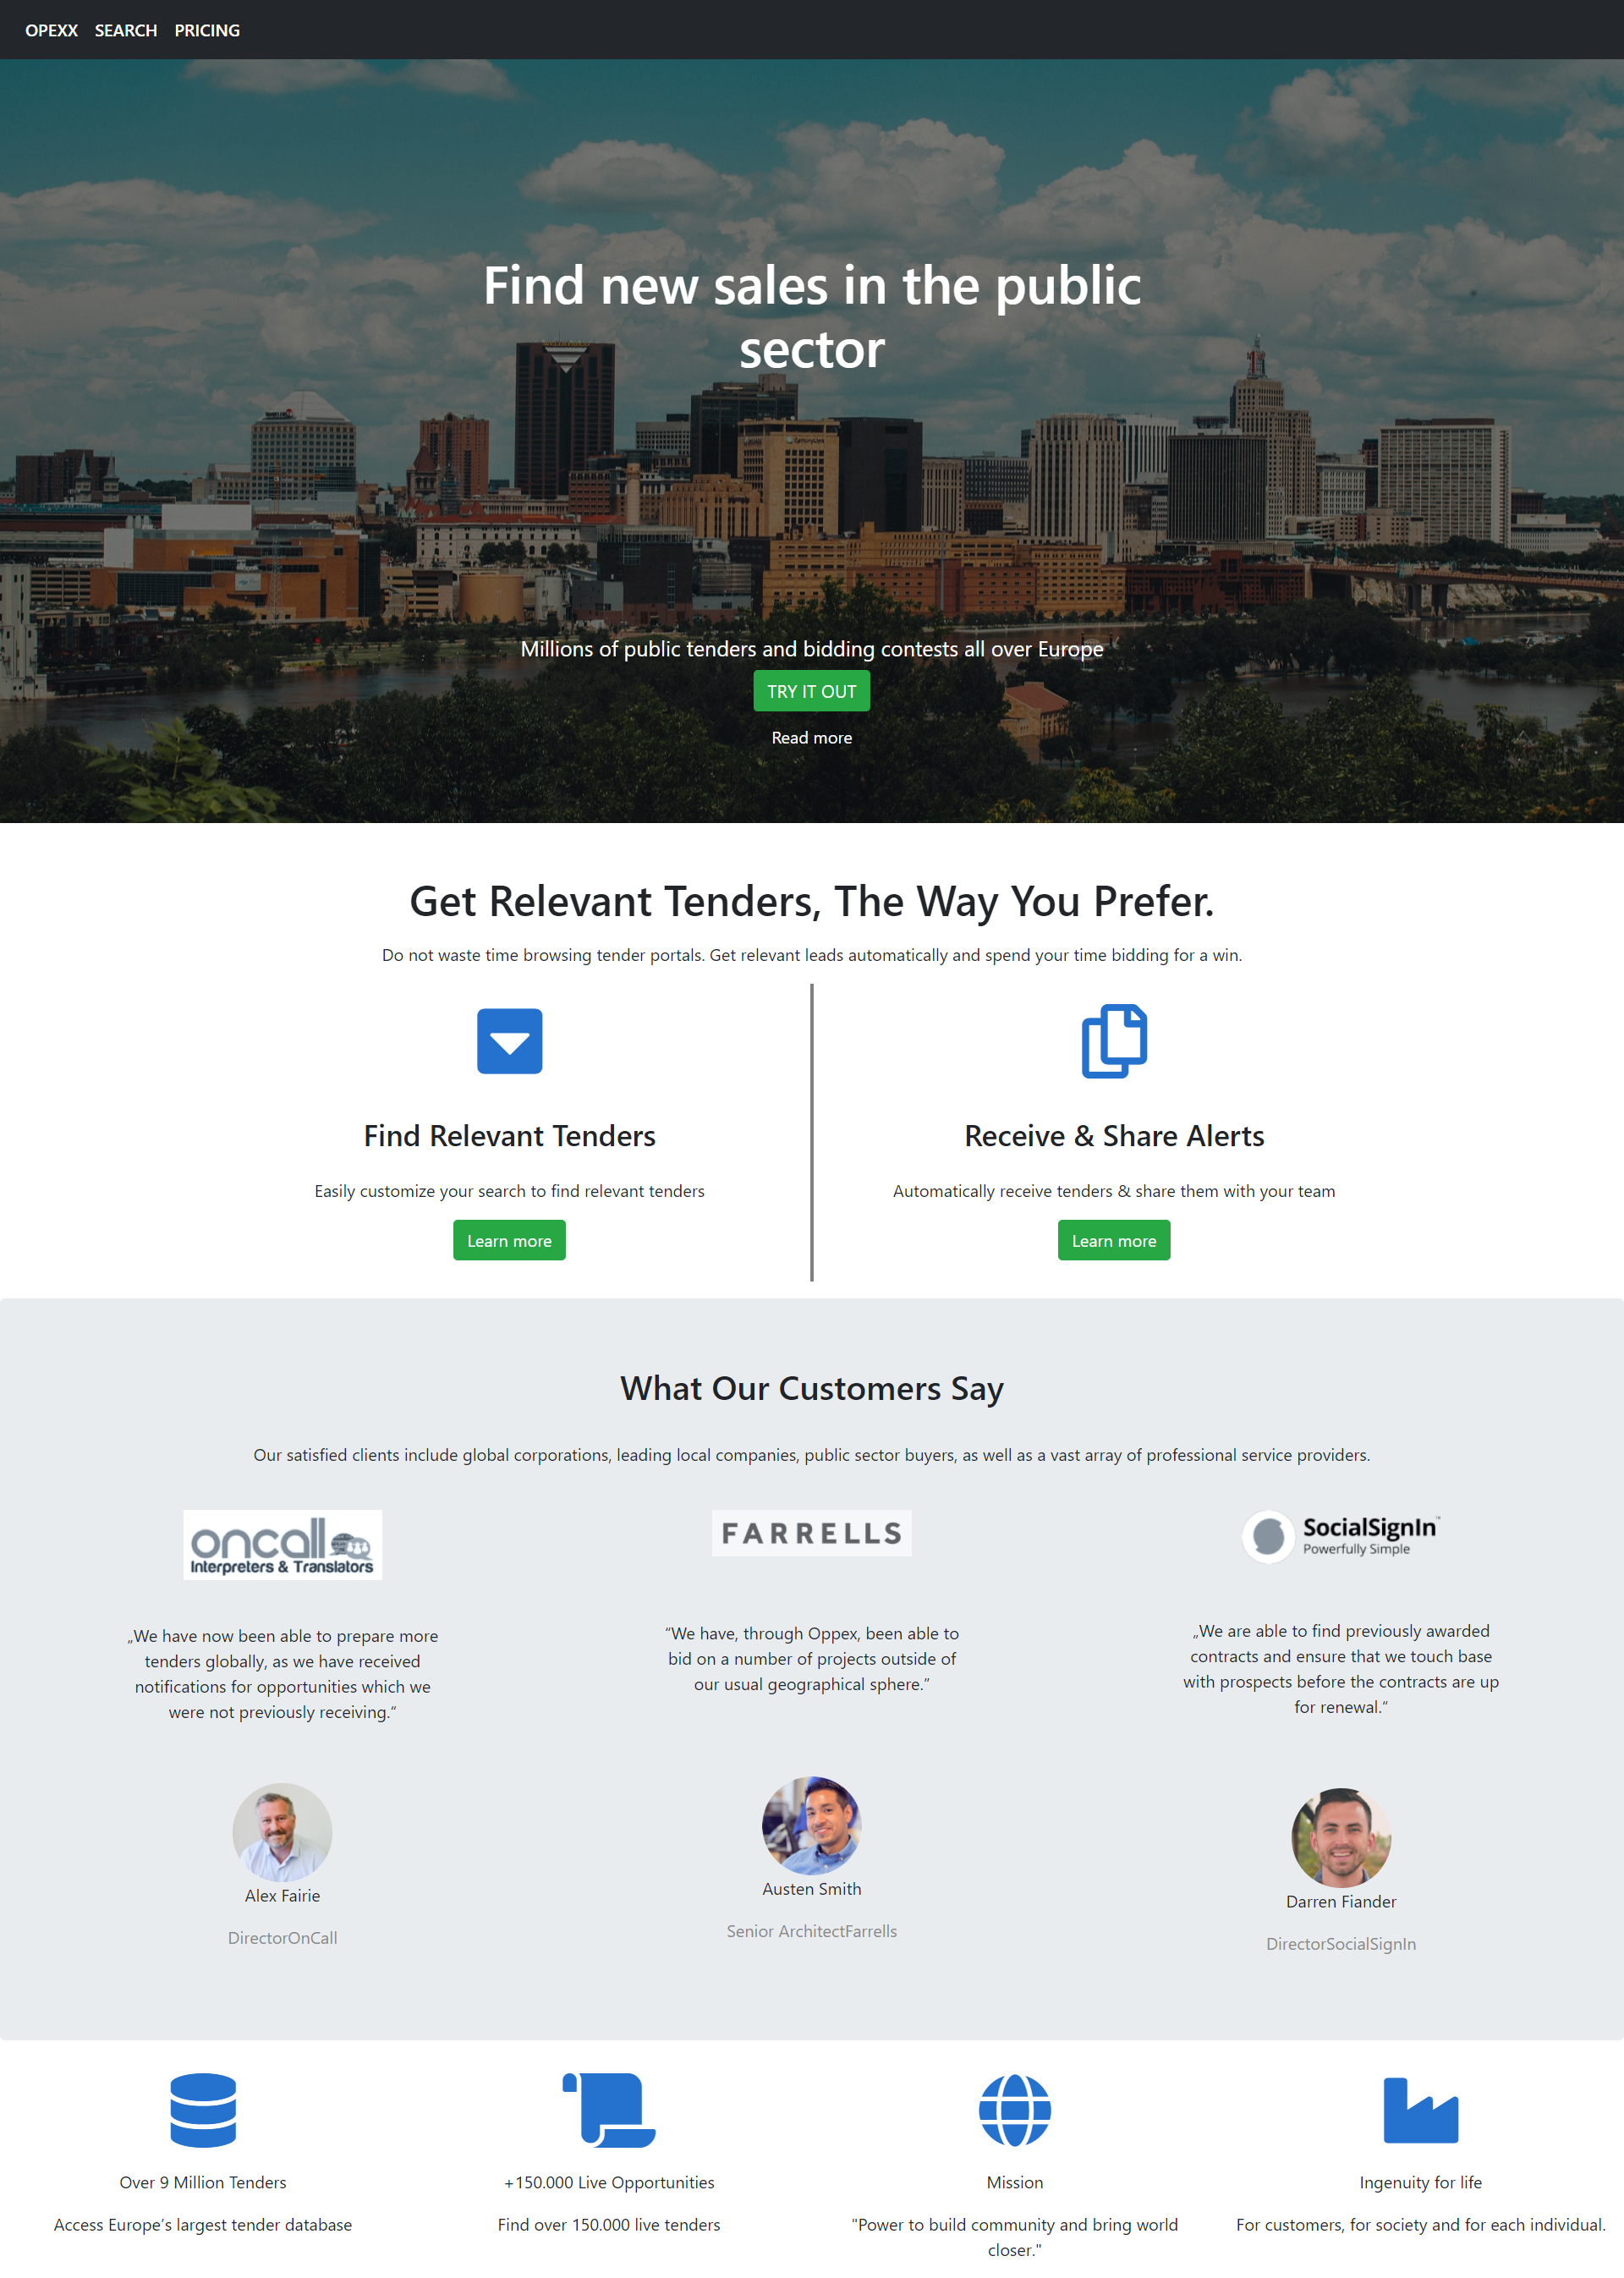 OPEXX SEARCH PRICING
Find new sales in the public
sector
Millions of public tenders and bidding contests all over Europe
TRY IT OUT
Read more
Get Relevant Tenders, The Way You Prefer.
Do not waste time browsing tender portals. Get relevant leads automatically and spend your time bidding for a win.
Find Relevant Tenders
Easily customize your search to find relevant tenders
Learn more
Receive & Share Alerts
Automatically receive tenders & share them with your team
Learn more
What Our Customers Say
Our satisfied clients include global corporations, leading local companies, public sector buyers, as well as a vast array of professional service providers.
oncall
Interpreters & Translators
„We have now been able to prepare more
tenders globally, as we have received
notifications for opportunities which we
were not previously receiving.“
Alex Fairie
DirectorOnCall
FARRELLS
“We have, through Oppex, been able to
bid on a number of projects outside of
our usual geographical sphere.”
Austen Smith
Senior ArchitectFarrells
SocialSignIn™
Powerfully Simple
„We are able to find previously awarded
contracts and ensure that we touch base
with prospects before the contracts are up
for renewal.“
Darren Fiander
DirectorSocialSignIn
Over 9 Million Tenders
Access Europe’s largest tender database
+150.000 Live Opportunities
Find over 150.000 live tenders
Mission
"Power to build community and bring world
closer."
Ingenuity for life
For customers, for society and for each individual.